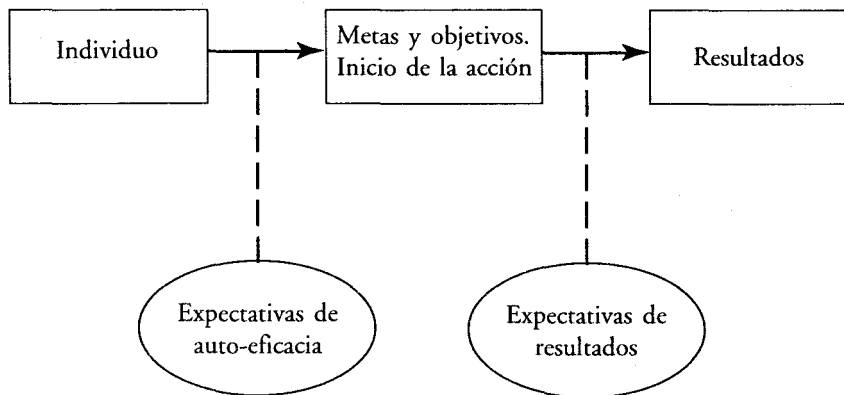 Individuo
Metas y objetivos.
Inicio de la acción
Resultados
Expectativas de
auto-eficacia
Expectativas de
resultados